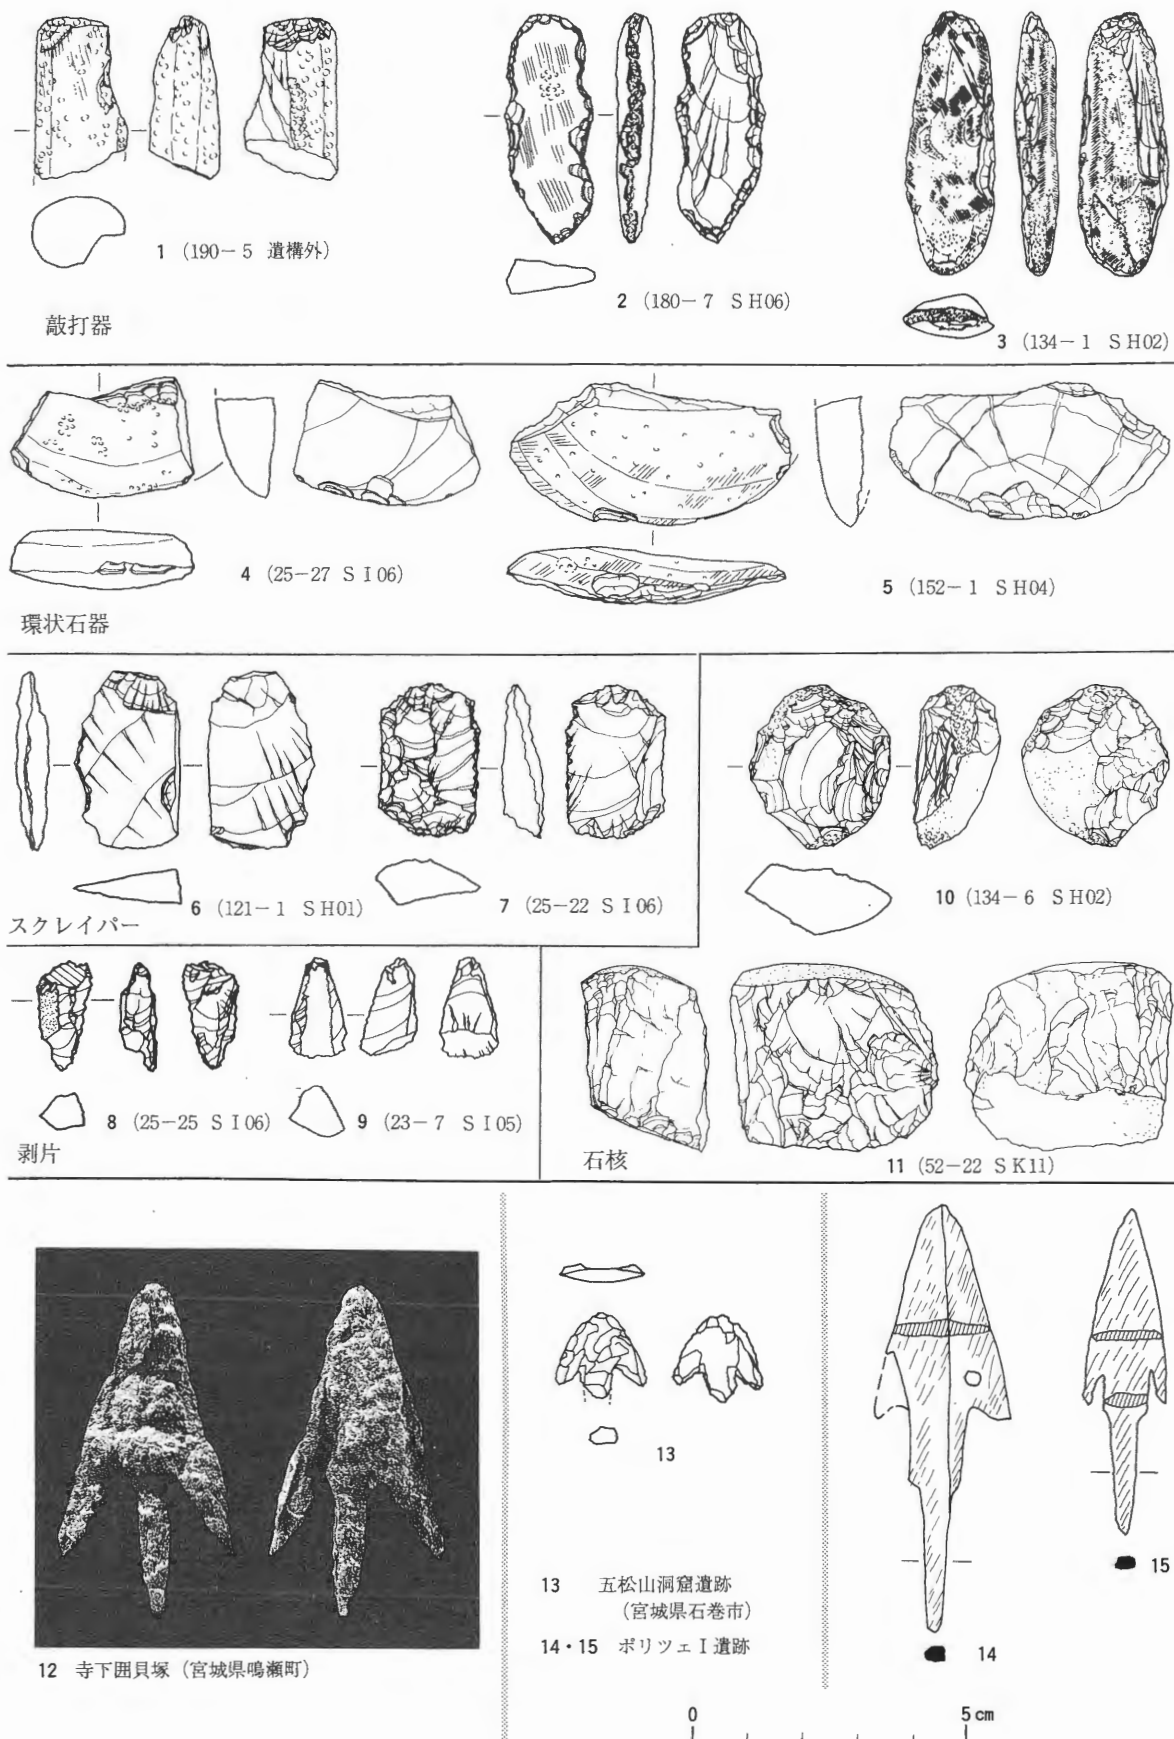 1 (190-5 遺構外)
2 (180-7 SH06)
3 (134-1 SH02)
敲打器
4 (25-27 SI06)
5 (152-1 SH04)
環状石器
6 (121-1 SH01)
7 (25-22 SI06)
スクレイパー
10 (134-6 SH02)
8 (25-25 SI06)
9 (23-7 SI05)
剥片
石核
11 (52-22 SK11)
12 寺下囲貝塚 (宮城県鳴瀬町)
13
13 五松山洞窟遺跡
(宮城県石巻市)
14・15 ポリツェI遺跡
14
15
0 5cm